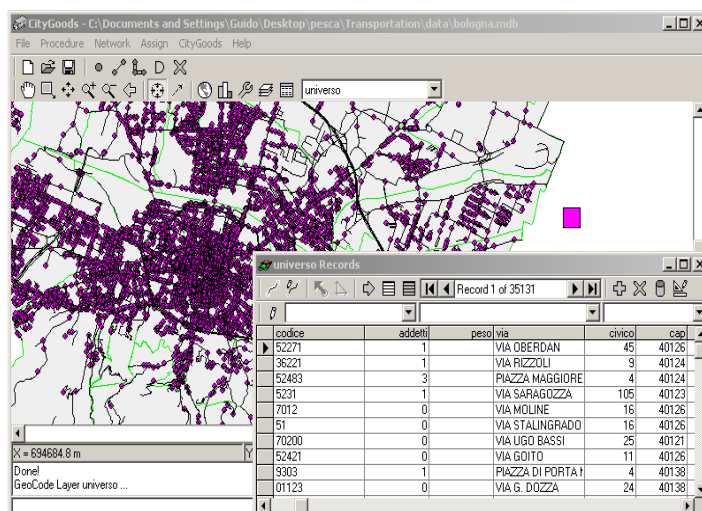 CityGoods - C:\Documents and Settings\Guido\Desktop\pesca\Transportation\data\bologna.mdb
File Procedure Network Assign CityGoods Help
D
universo
universo Records
Record 1 of 35131
codice addetti peso via civico cap
52271 1 VIA OBERDAN 45 40126
36221 1 VIA RIZZOLI 9 40124
52483 3 PIAZZA MAGGIORE 4 40124
5231 1 VIA SARAGOZZA 105 40123
7012 0 VIA MOLINE 16 40126
51 0 VIA STALINGRADO 16 40126
70200 0 VIA UGO BASSI 25 40121
52421 0 VIA GOITO 11 40126
9303 1 PIAZZA DI PORTA 4 40138
01123 0 VIA G. DOZZA 24 40138
X = 694684.8 m Y
Done!
GeoCode Layer universo ...